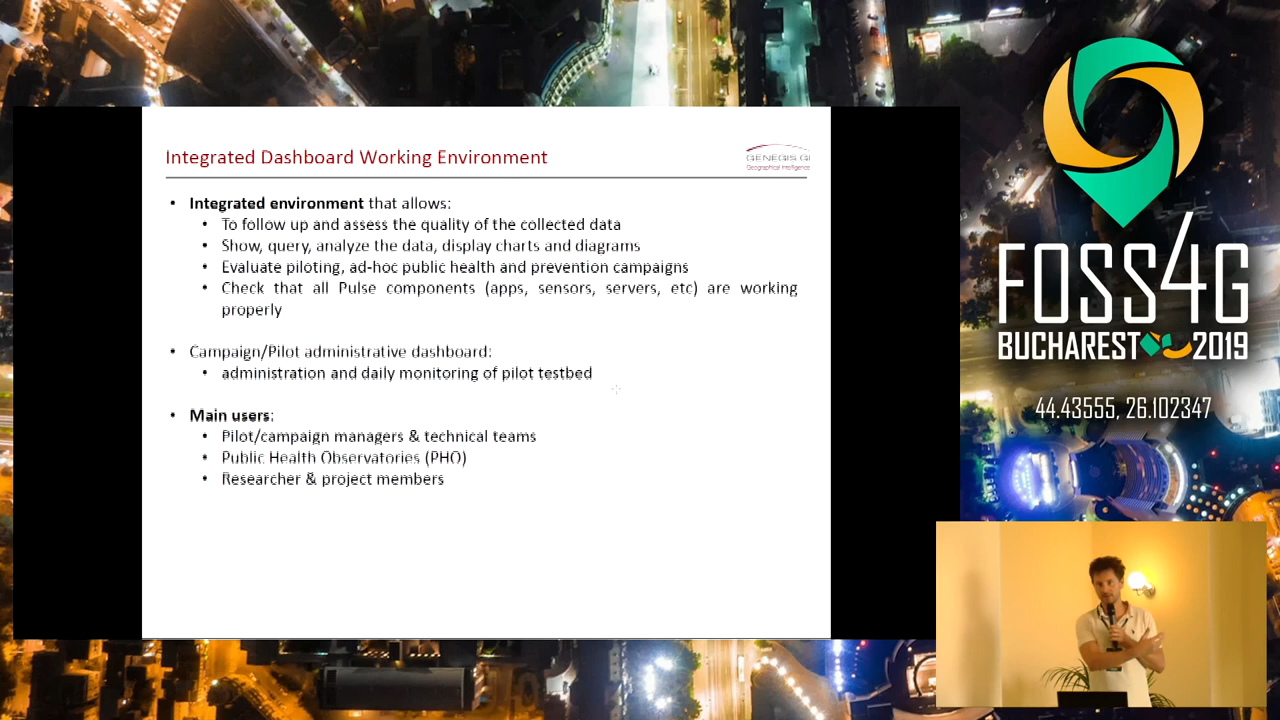 Integrated Dashboard Working Environment
GENEGIS GI
Geographical Intelligence
• Integrated environment that allows:
• To follow up and assess the quality of the collected data
• Show, query, analyze the data, display charts and diagrams
• Evaluate piloting, ad-hoc public health and prevention campaigns
• Check that all Pulse components (apps, sensors, servers, etc) are working
properly
• Campaign/Pilot administrative dashboard:
• administration and daily monitoring of pilot testbed
• Main users:
• Pilot/campaign managers & technical teams
• Public Health Observatories (PHO)
• Researcher & project members
FOSS4G
BUCHAREST 2019
44.43555, 26.102347